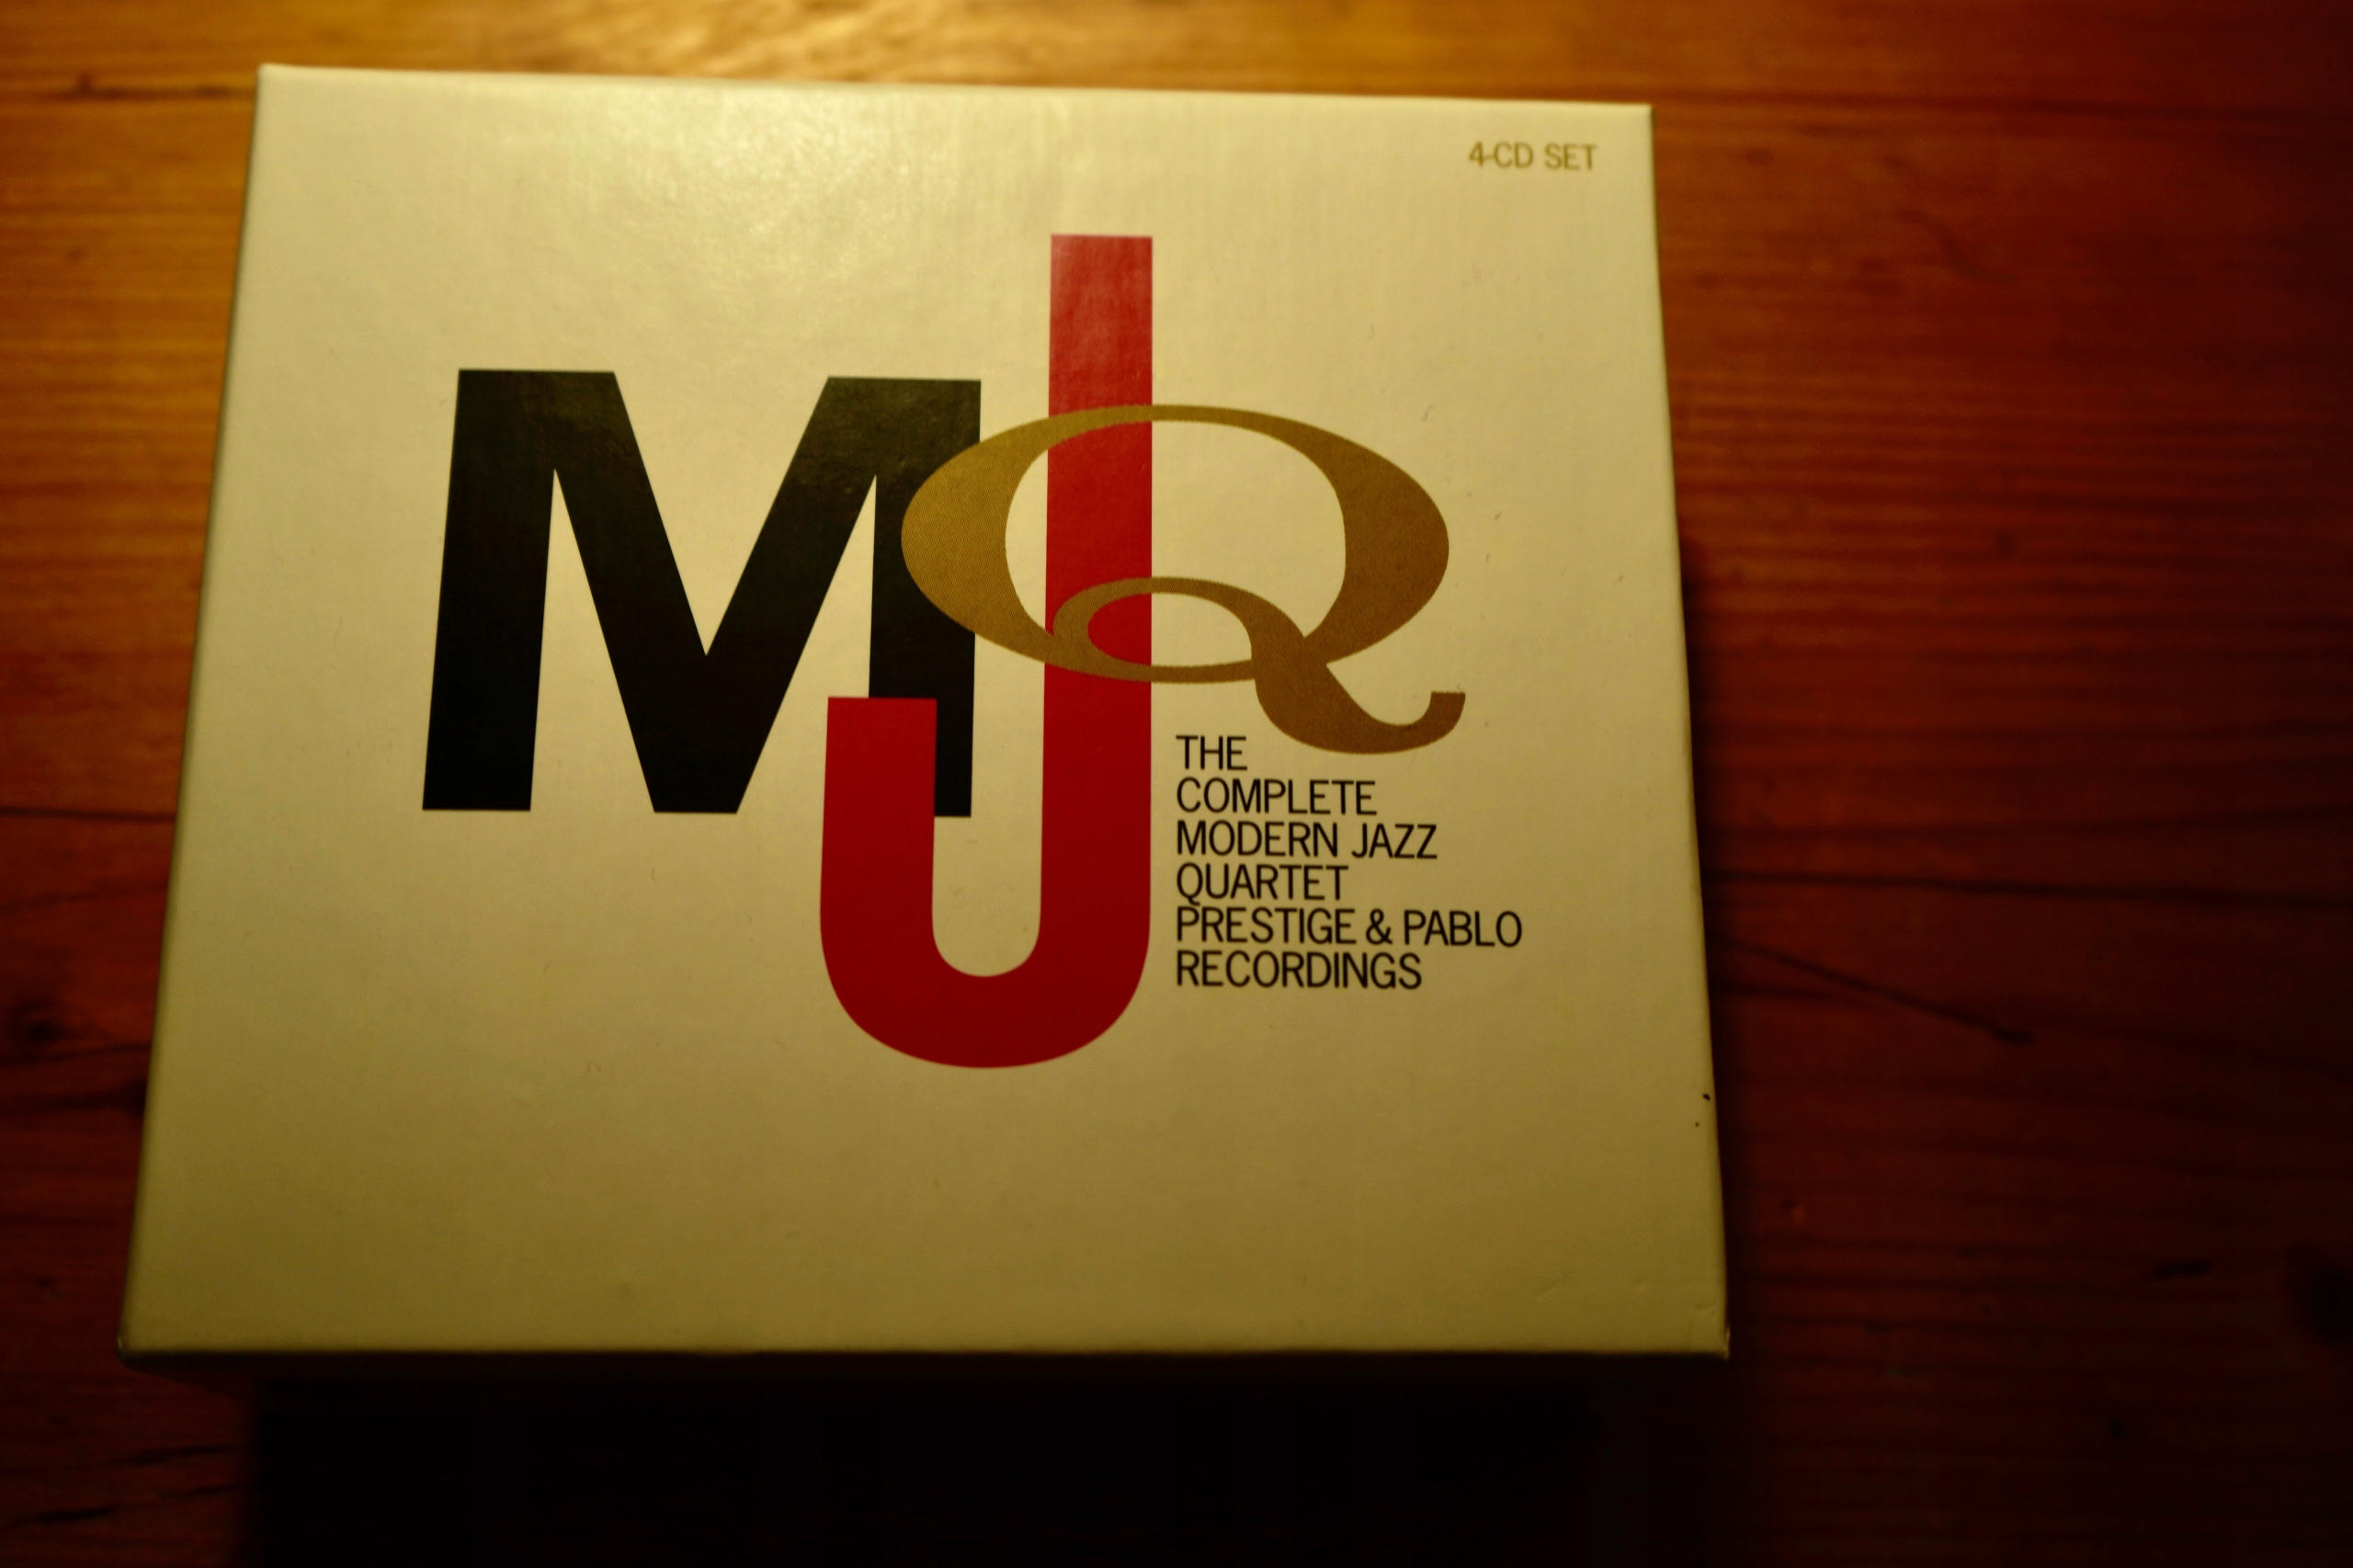 4-CD SET
MJQ
THE
COMPLETE
MODERN JAZZ
QUARTET
PRESTIGE & PABLO
RECORDINGS